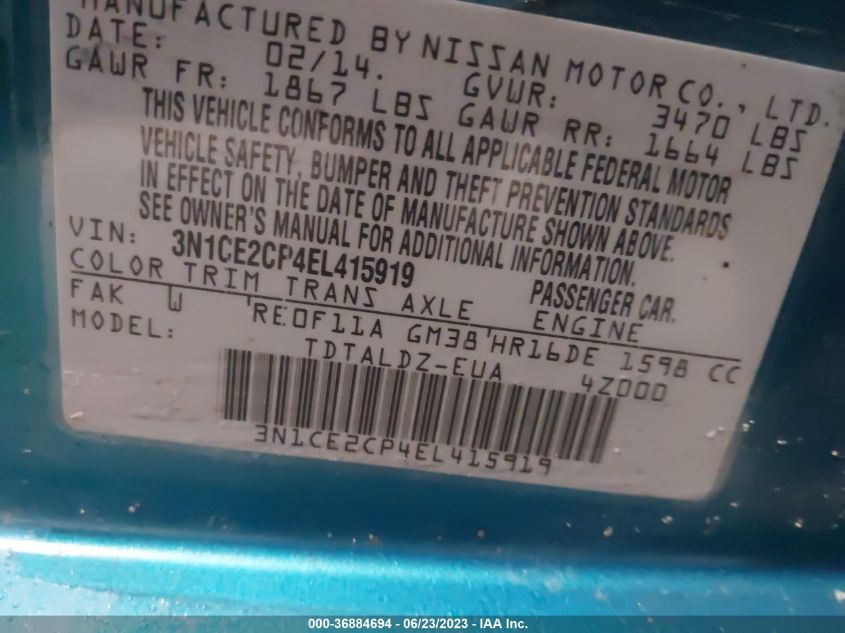 MANUFACTURED BY NISSAN MOTOR CO., LTD.
DATE: 02/14. GVWR: 3470 LBS
GAWR FR: 1867 LBS GAWR RR: 1664 LBS
THIS VEHICLE CONFORMS TO ALL APPLICABLE FEDERAL MOTOR
VEHICLE SAFETY, BUMPER AND THEFT PREVENTION STANDARDS
IN EFFECT ON THE DATE OF MANUFACTURE SHOWN ABOVE.
SEE OWNER'S MANUAL FOR ADDITIONAL INFORMATION.
VIN: 3N1CE2CP4EL415919 PASSENGER CAR.
COLOR TRIM TRANS AXLE ENGINE
FAK W RE0F11A GM38 HR16DE 1598 CC
MODEL: TDTALDZ-EUA 4Z000
3N1CE2CP4EL415919
000-36884694 - 06/23/2023 - © IAA, Inc.